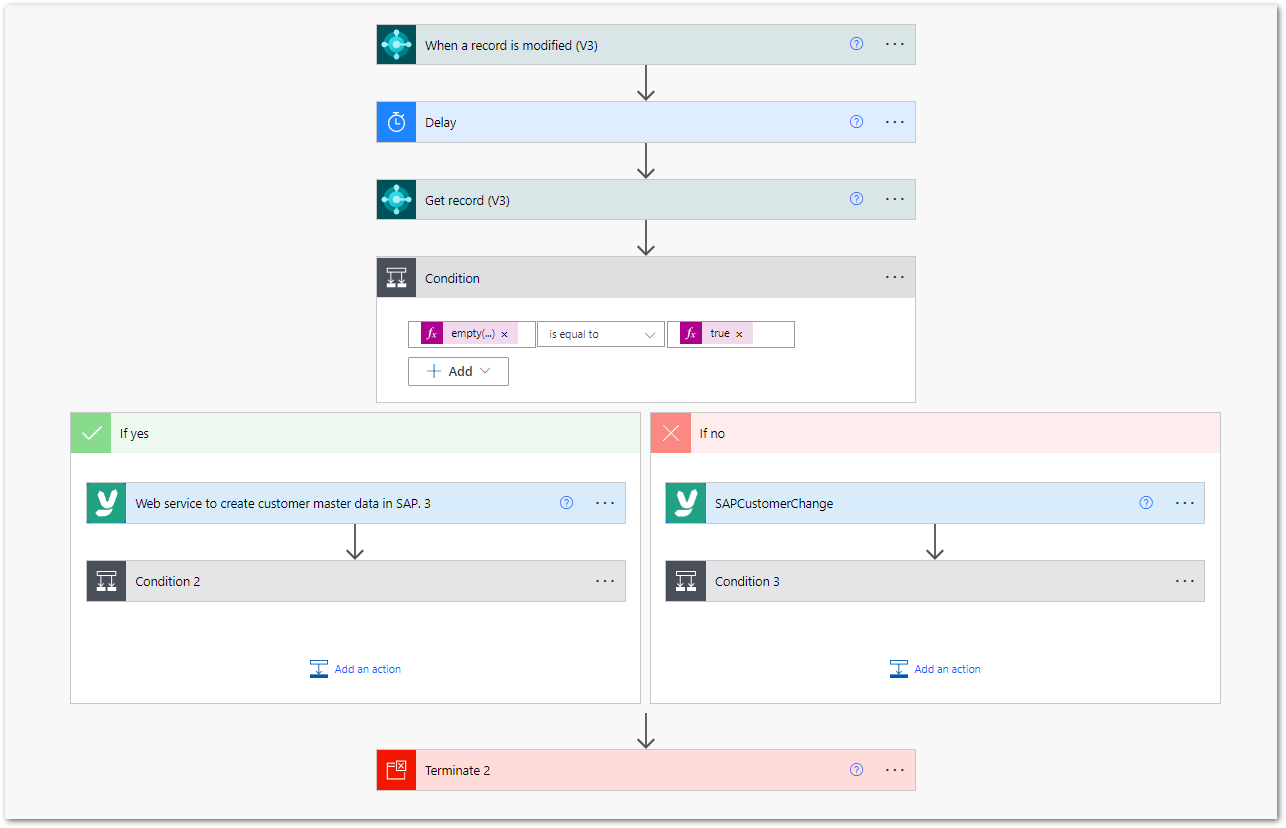 When a record is modified (V3)
Delay
Get record (V3)
Condition
fx empty(...) × is equal to fx true ×
+ Add
If yes
Web service to create customer master data in SAP. 3
Condition 2
Add an action
If no
SAPCustomerChange
Condition 3
Add an action
Terminate 2